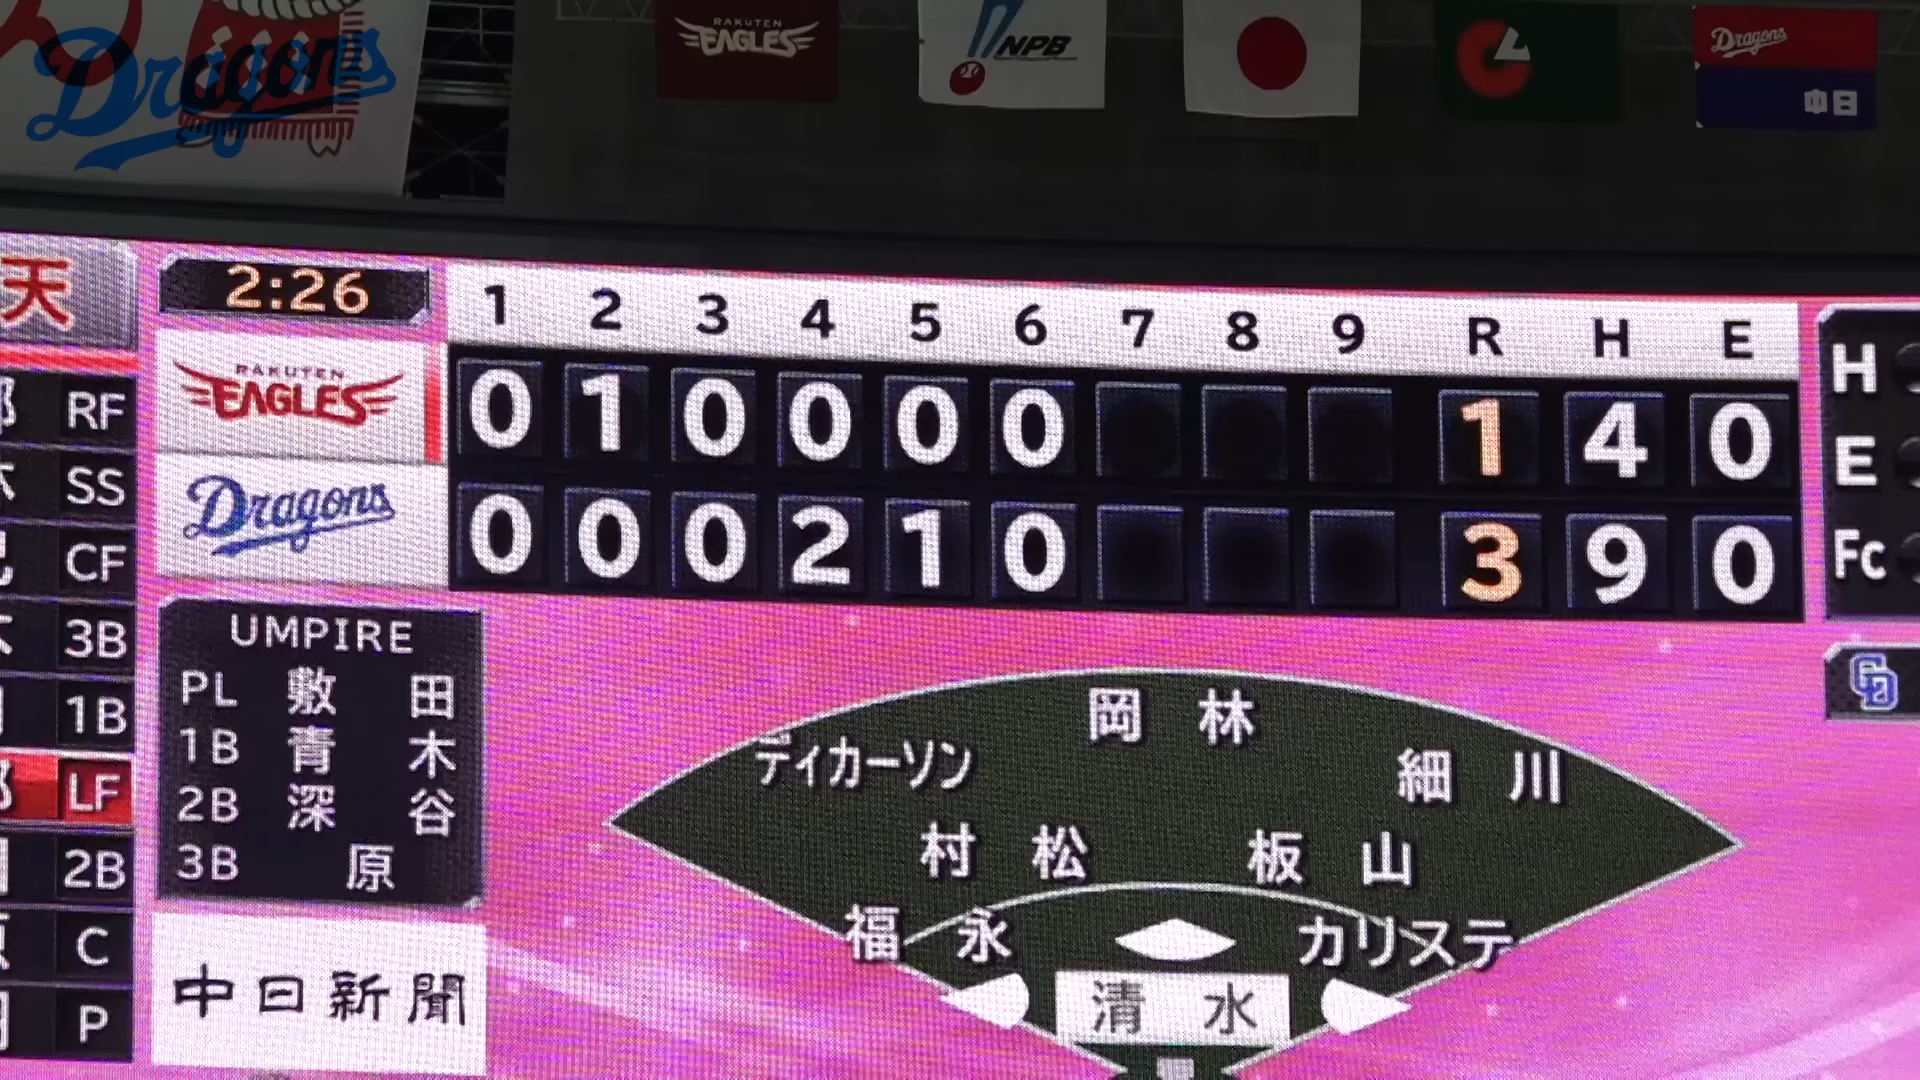 Dragons
RAKUTEN
EAGLES
NPB
Dragons
中日
天
2:26
1 2 3 4 5 6 7 8 9 R H E
RAKUTEN
EAGLES
0 1 0 0 0 0 1 4 0
Dragons
0 0 0 2 1 0 3 9 0
H
E
Fc
RF
SS
CF
3B
1B
LF
2B
C
P
UMPIRE
PL 敷田
1B 青木
2B 深谷
3B 原
中日新聞
岡林
ディカーソン
細川
村松
板山
福永
カリステ
清水
CD